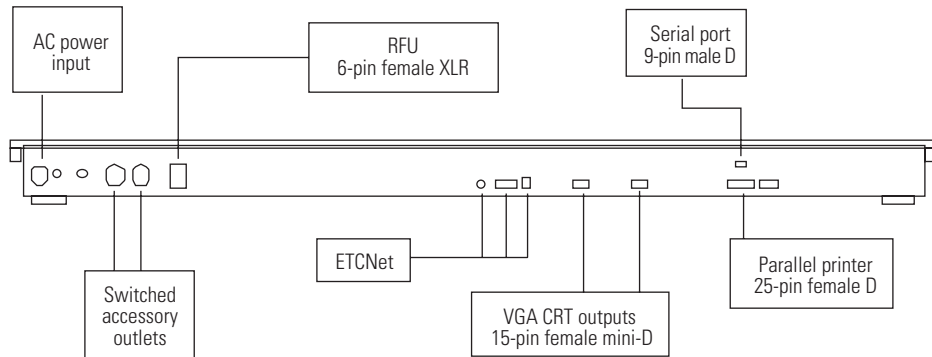 AC power
input
RFU
6-pin female XLR
Serial port
9-pin male D
ETCNet
Switched
accessory
outlets
VGA CRT outputs
15-pin female mini-D
Parallel printer
25-pin female D